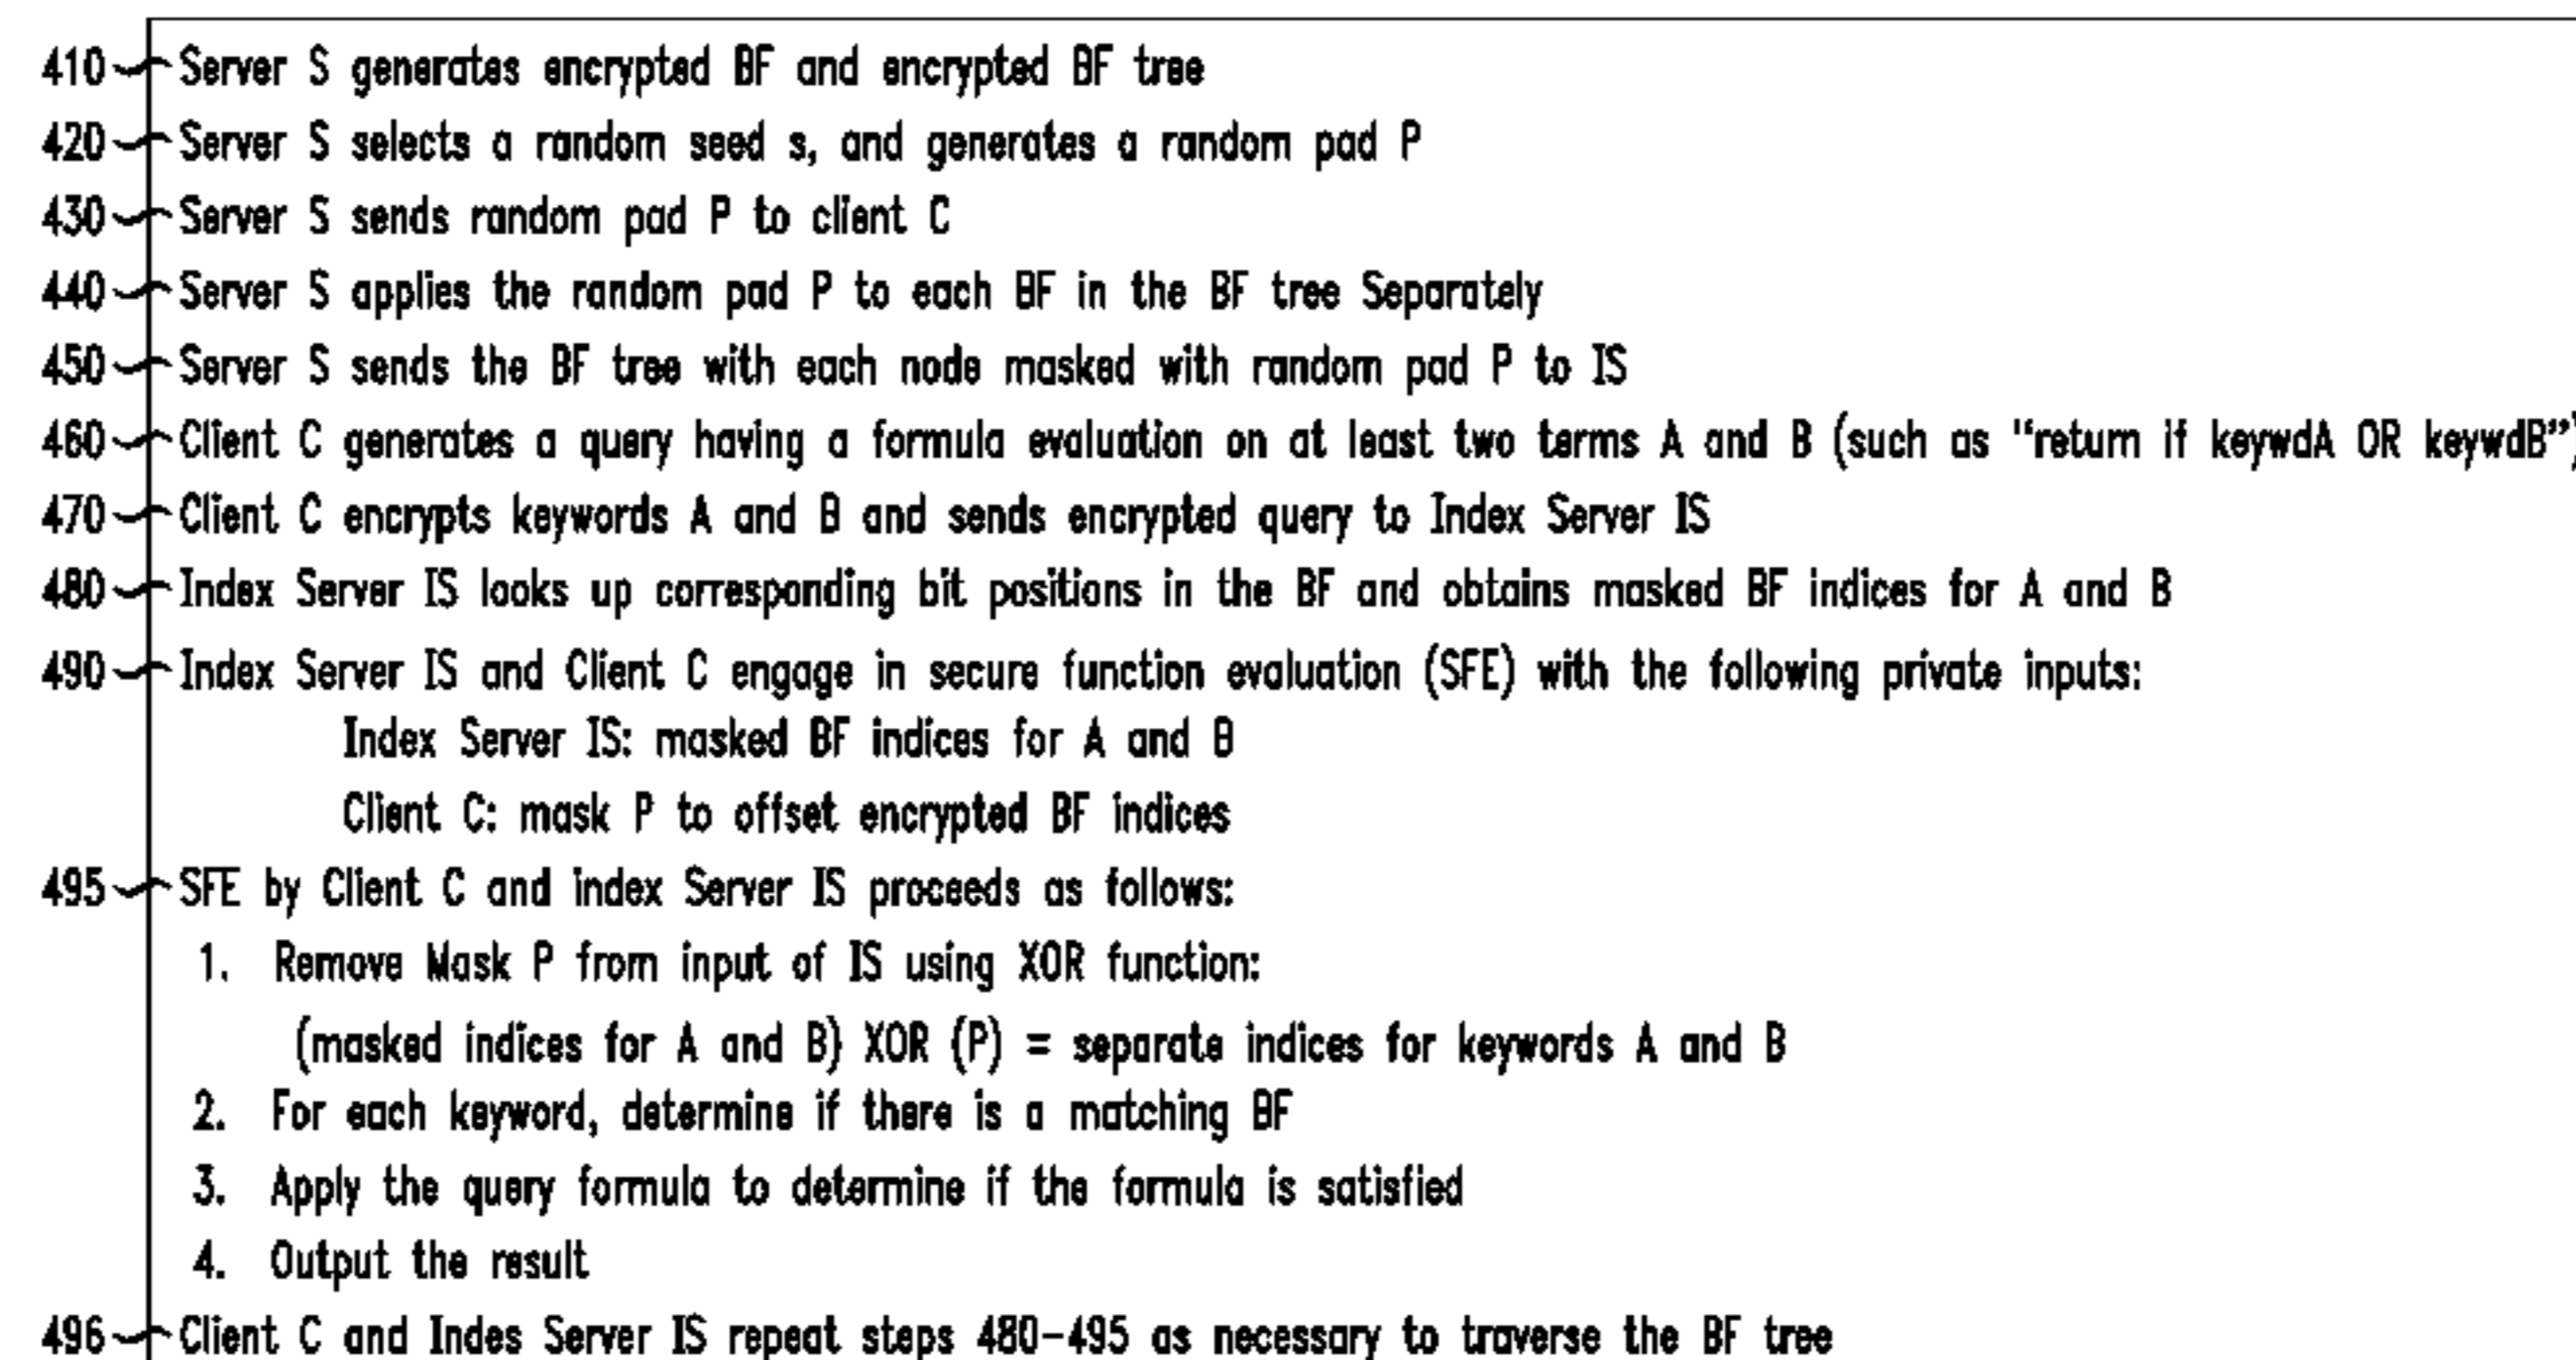 410 Server S generates encrypted BF and encrypted BF tree
420 Server S selects a random seed s, and generates a random pad P
430 Server S sends random pad P to client C
440 Server S applies the random pad P to each BF in the BF tree Separately
450 Server S sends the BF tree with each node masked with random pad P to IS
460 Client C generates a query having a formula evaluation on at least two terms A and B (such as "return if keywdA OR keywdB")
470 Client C encrypts keywords A and B and sends encrypted query to Index Server IS
480 Index Server IS looks up corresponding bit positions in the BF and obtains masked BF indices for A and B
490 Index Server IS and Client C engage in secure function evaluation (SFE) with the following private inputs:
Index Server IS: masked BF indices for A and B
Client C: mask P to offset encrypted BF indices
495 SFE by Client C and index Server IS proceeds as follows:
1. Remove Mask P from input of IS using XOR function:
(masked indices for A and B) XOR (P) = separate indices for keywords A and B
2. For each keyword, determine if there is a matching BF
3. Apply the query formula to determine if the formula is satisfied
4. Output the result
496 Client C and Indes Server IS repeat steps 480-495 as necessary to traverse the BF tree